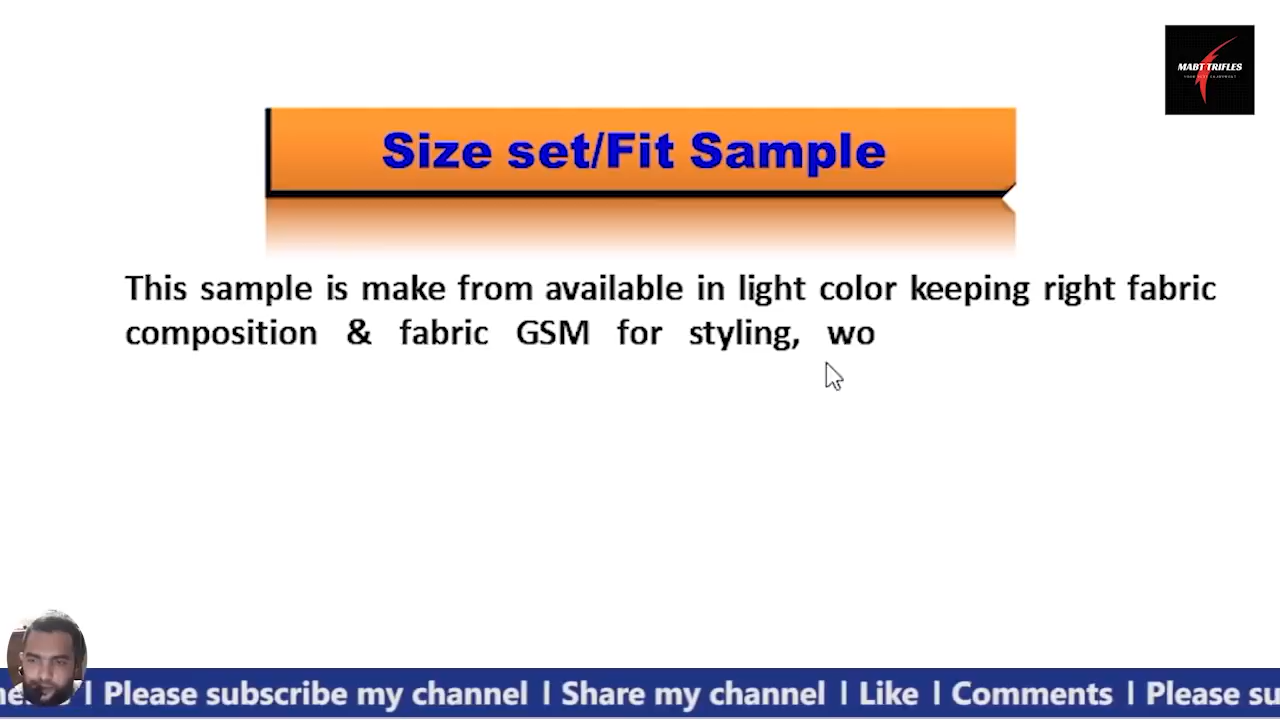 MABT TRIFLES
Size set/Fit Sample
This sample is make from available in light color keeping right fabric
composition & fabric GSM for styling, wo
l Please subscribe my channel l Share my channel l Like l Comments l Please su